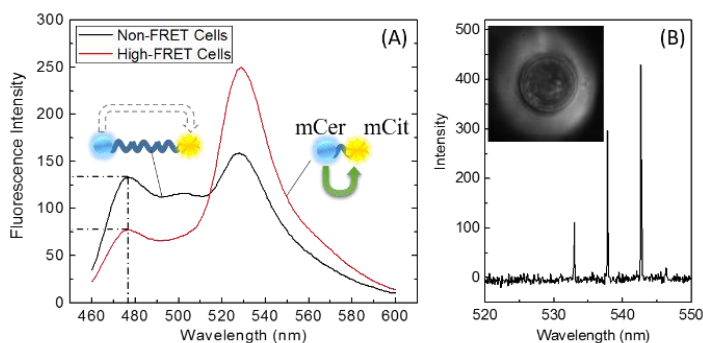 Non-FRET Cells
High-FRET Cells
(A)
mCer mCit
300
250
200
150
100
50
0
Fluorescence Intensity
460 480 500 520 540 560 580 600
Wavelength (nm)
(B)
500
400
300
200
100
0
Intensity
520 530 540 550
Wavelength (nm)